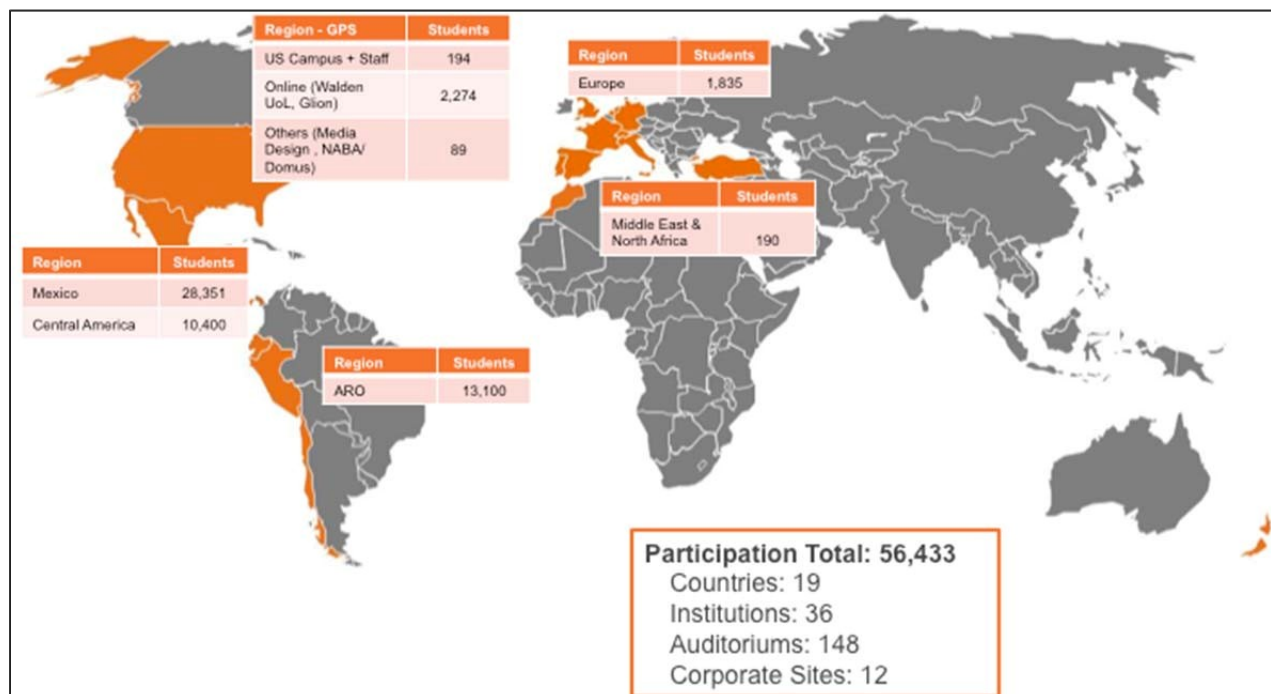 Region - GPS Students
US Campus + Staff 194
Online (Walden
UoL, Glion) 2,274
Others (Media
Design , NABA/
Domus) 89
Region Students
Europe 1,835
Region Students
Middle East &
North Africa 190
Region Students
Mexico 28,351
Central America 10,400
Region Students
ARO 13,100
Participation Total: 56,433
Countries: 19
Institutions: 36
Auditoriums: 148
Corporate Sites: 12